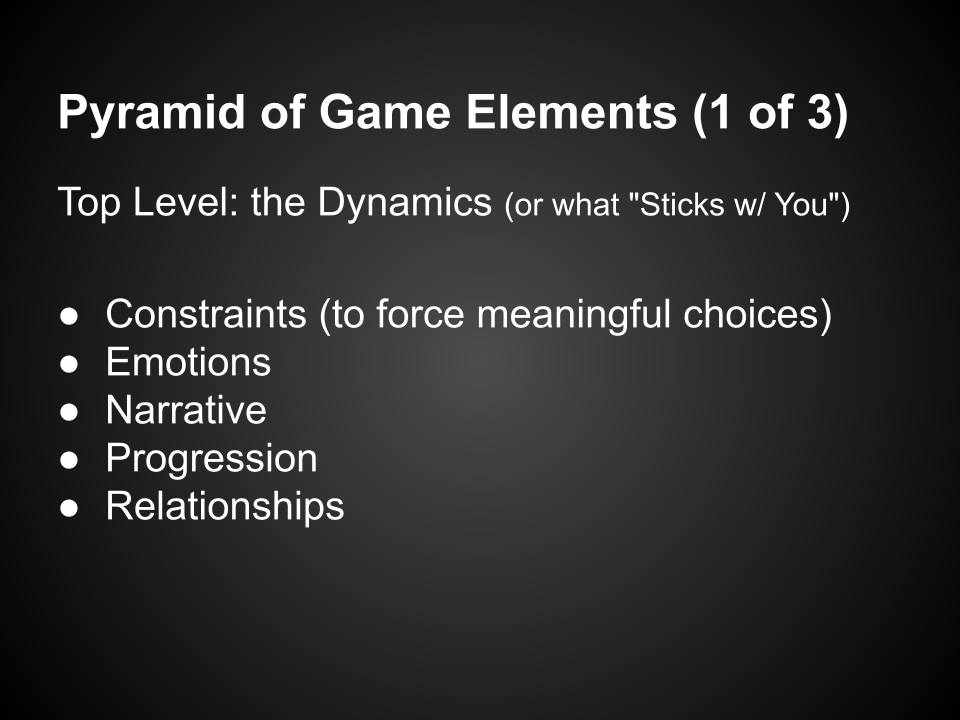 Pyramid of Game Elements (1 of 3)
Top Level: the Dynamics (or what "Sticks w/ You")
● Constraints (to force meaningful choices)
● Emotions
● Narrative
● Progression
● Relationships